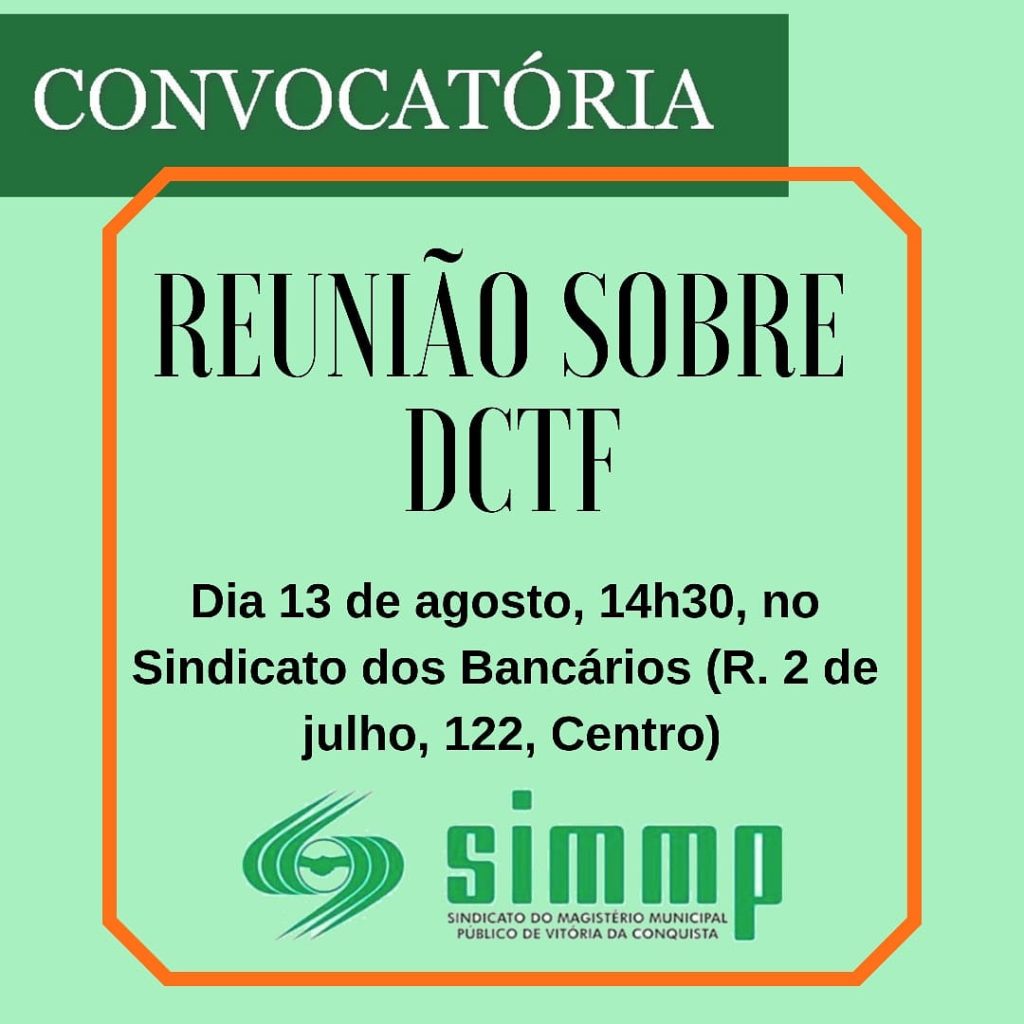 CONVOCATÓRIA
REUNIÃO SOBRE
DCTF
Dia 13 de agosto, 14h30, no
Sindicato dos Bancários (R. 2 de
julho, 122, Centro)
simmp
SINDICATO DO MAGISTÉRIO MUNICIPAL
PÚBLICO DE VITÓRIA DA CONQUISTA